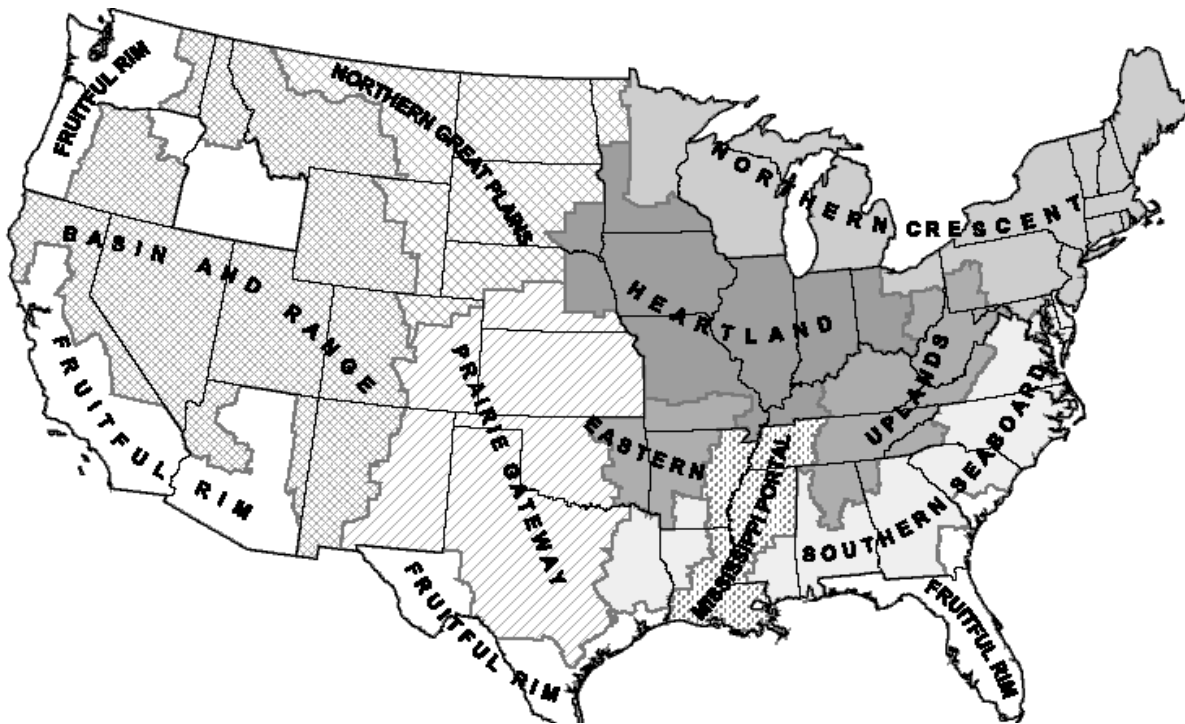 FRUITFUL RIM
NORTHERN GREAT PLAINS
NORTHERN CRESCENT
BASIN AND RANGE
HEARTLAND
FRUITFUL RIM
PRAIRIE GATEWAY
EASTERN UPLANDS
MISSISSIPPI PORTAL
SOUTHERN SEABOARD
FRUITFUL RIM
FRUITFUL RIM